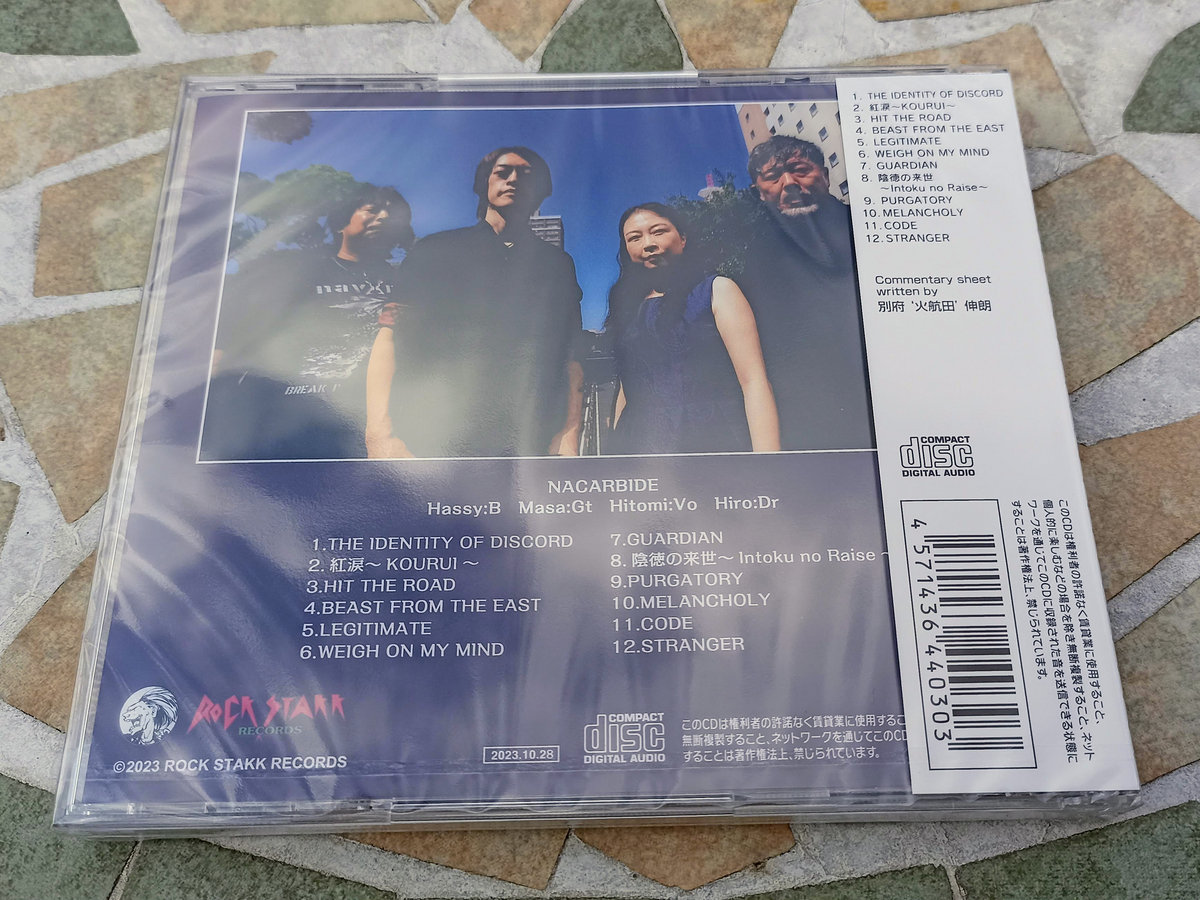 1. THE IDENTITY OF DISCORD
2. 紅涙～KOURUI～
3. HIT THE ROAD
4. BEAST FROM THE EAST
5. LEGITIMATE
6. WEIGH ON MY MIND
7. GUARDIAN
8. 陰徳の来世
～Intoku no Raise～
9. PURGATORY
10. MELANCHOLY
11. CODE
12. STRANGER
Commentary sheet
written by
別府 '火航田' 伸朗
COMPACT
disc
DIGITAL AUDIO
4 571436 440303
このCDは権利者の許諾なく賃貸業に使用すること、
個人的に楽しむなどの場合を除き無断複製すること、ネット
ワークを通じてこのCDに収録された音を送信できる状態に
することは著作権法上、禁じられています。
BREAK
NACARBIDE
Hassy:B Masa:Gt Hitomi:Vo Hiro:Dr
1.THE IDENTITY OF DISCORD
2. 紅涙～ KOURUI ～
3.HIT THE ROAD
4.BEAST FROM THE EAST
5.LEGITIMATE
6.WEIGH ON MY MIND
7.GUARDIAN
8. 陰徳の来世～ Intoku no Raise ～
9.PURGATORY
10.MELANCHOLY
11.CODE
12.STRANGER
ROCK STAKK
RECORDS
©2023 ROCK STAKK RECORDS
2023.10.28
COMPACT
disc
DIGITAL AUDIO
このCDは権利者の許諾なく賃貸業に使用するこ
無断複製すること、ネットワークを通じてこのCD
することは著作権法上、禁じられています。